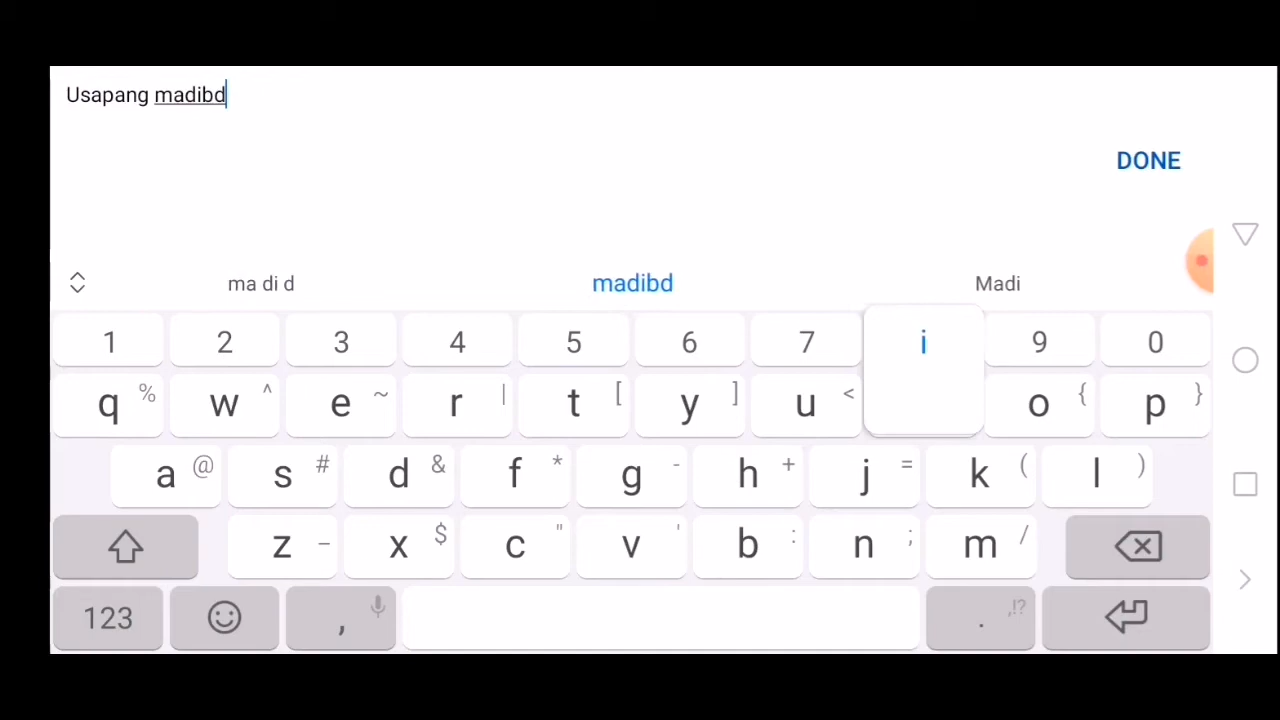 Usapang madibd
DONE
ma di d madibd Madi
1 2 3 4 5 6 7 i 9 0
q % w ^ e ~ r | t [ y ] u < o { p }
a @ s # d & f * g - h + j = k ( l )
z _ x $ c " v ' b : n ; m /
123 , . ,!?